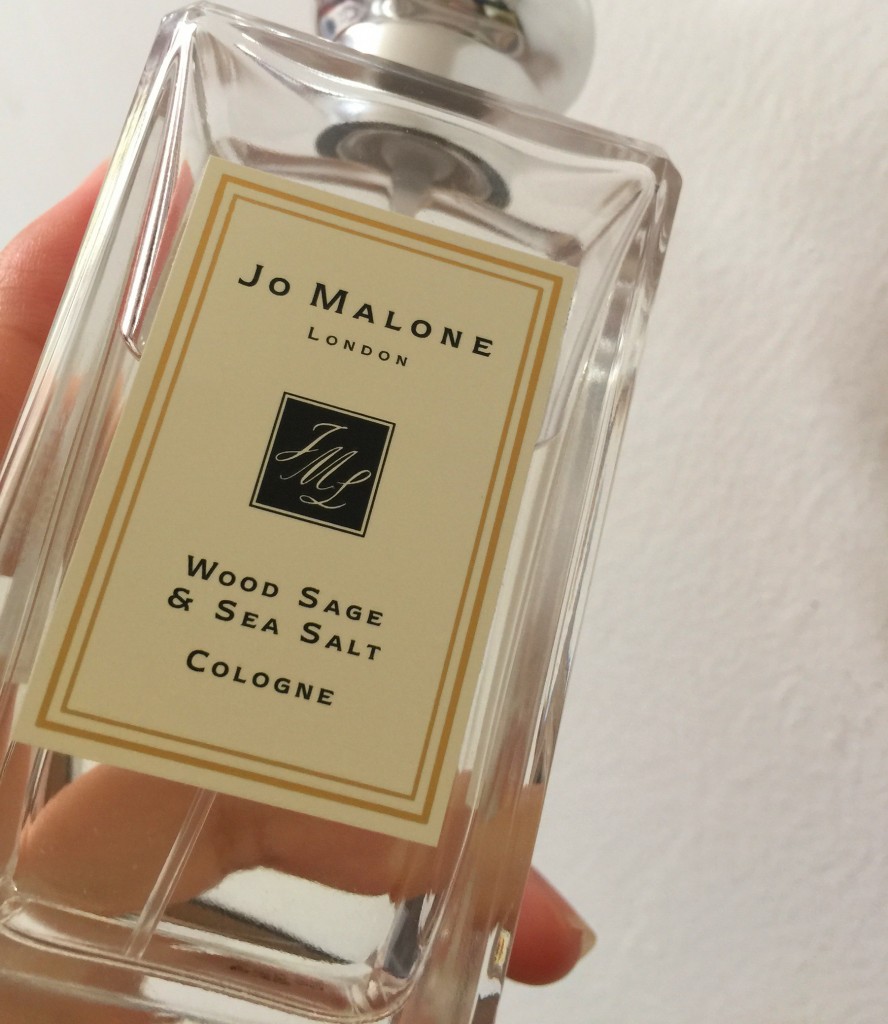 Jo Malone
London
JML
Wood Sage
& Sea Salt
Cologne